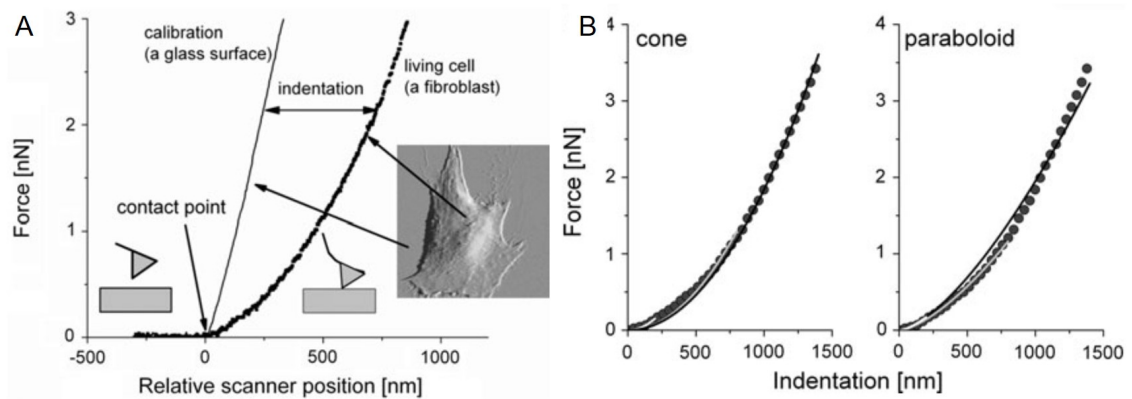 A
3
2
1
0
Force [nN]
-500
0
500
1000
Relative scanner position [nm]
calibration
(a glass surface)
indentation
living cell
(a fibroblast)
contact point
B
cone
paraboloid
4
3
2
1
0
Force [nN]
0
500
1000
1500
4
3
2
1
0
0
500
1000
1500
Indentation [nm]